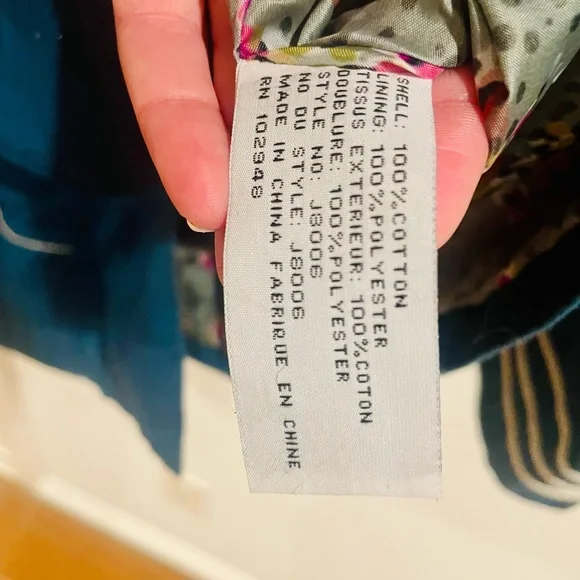 SHELL: 100%COTTON
LINING: 100%POLYESTER
TISSUS EXTERIEUR: 100%COTON
DOUBLURE: 100%POLYESTER
STYLE NO: J8006
NO DU STYLE: J8006
MADE IN CHINA FABRIQUE EN CHINE
RN 102948